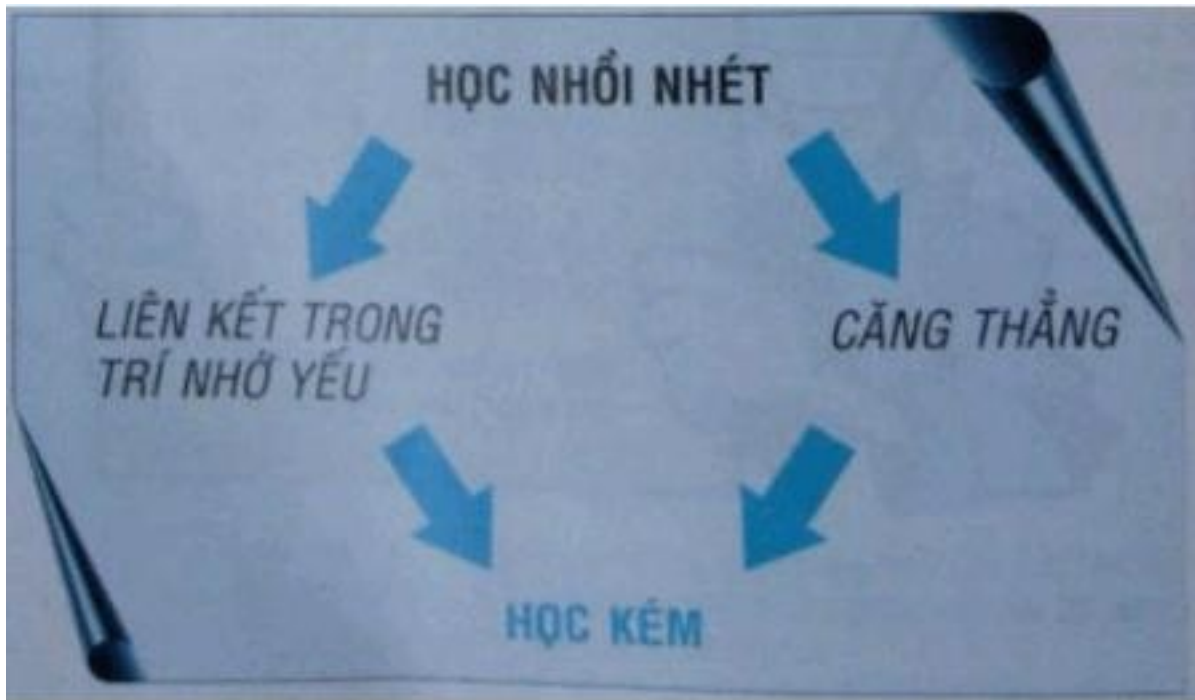 HỌC NHỒI NHÉT
LIÊN KẾT TRONG
TRÍ NHỚ YẾU
CĂNG THẲNG
HỌC KÉM